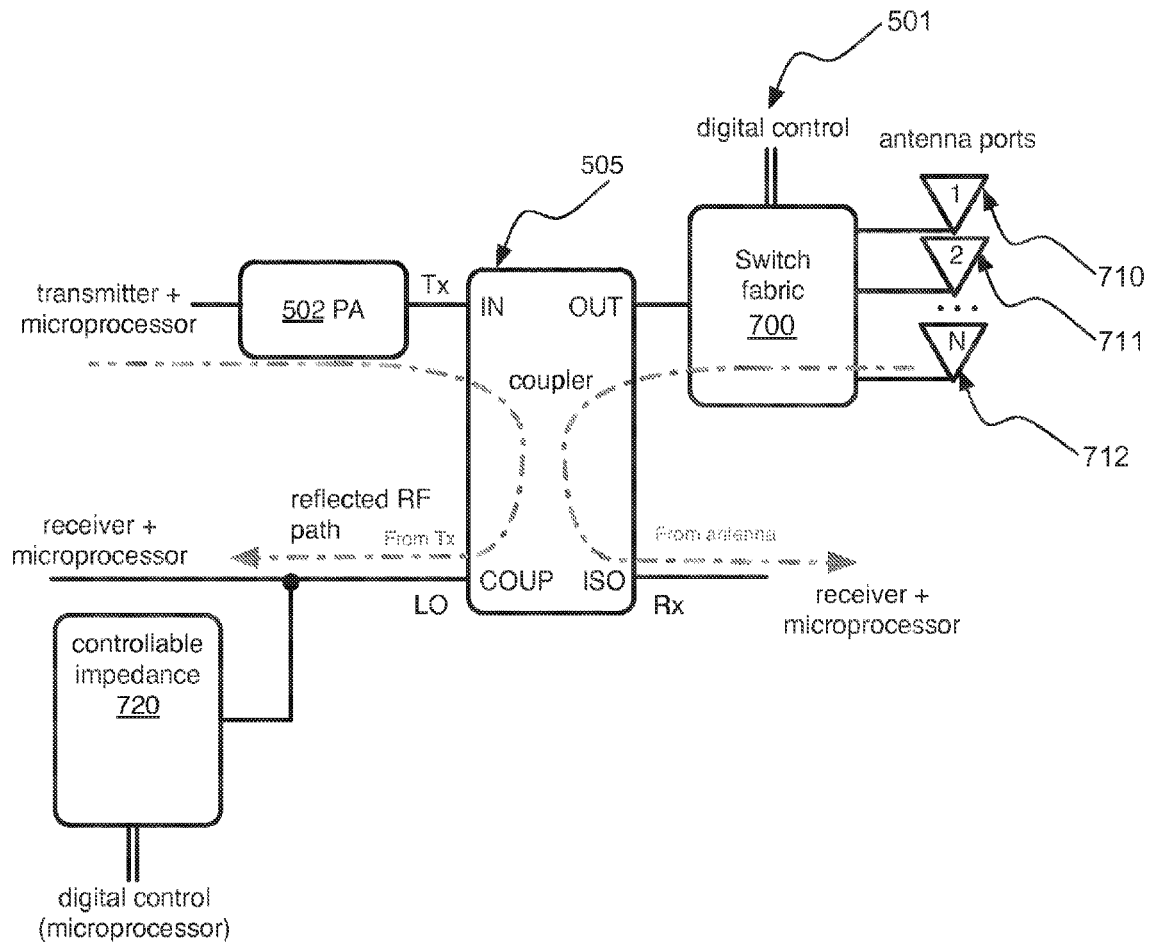 501
digital control
antenna ports
505
1
2
...
N
710
711
712
transmitter +
microprocessor
502 PA
Tx
IN
OUT
Switch
fabric
700
coupler
reflected RF
path
receiver +
microprocessor
From Tx
From antenna
COUP
ISO
LO
Rx
receiver +
microprocessor
controllable
impedance
720
digital control
(microprocessor)